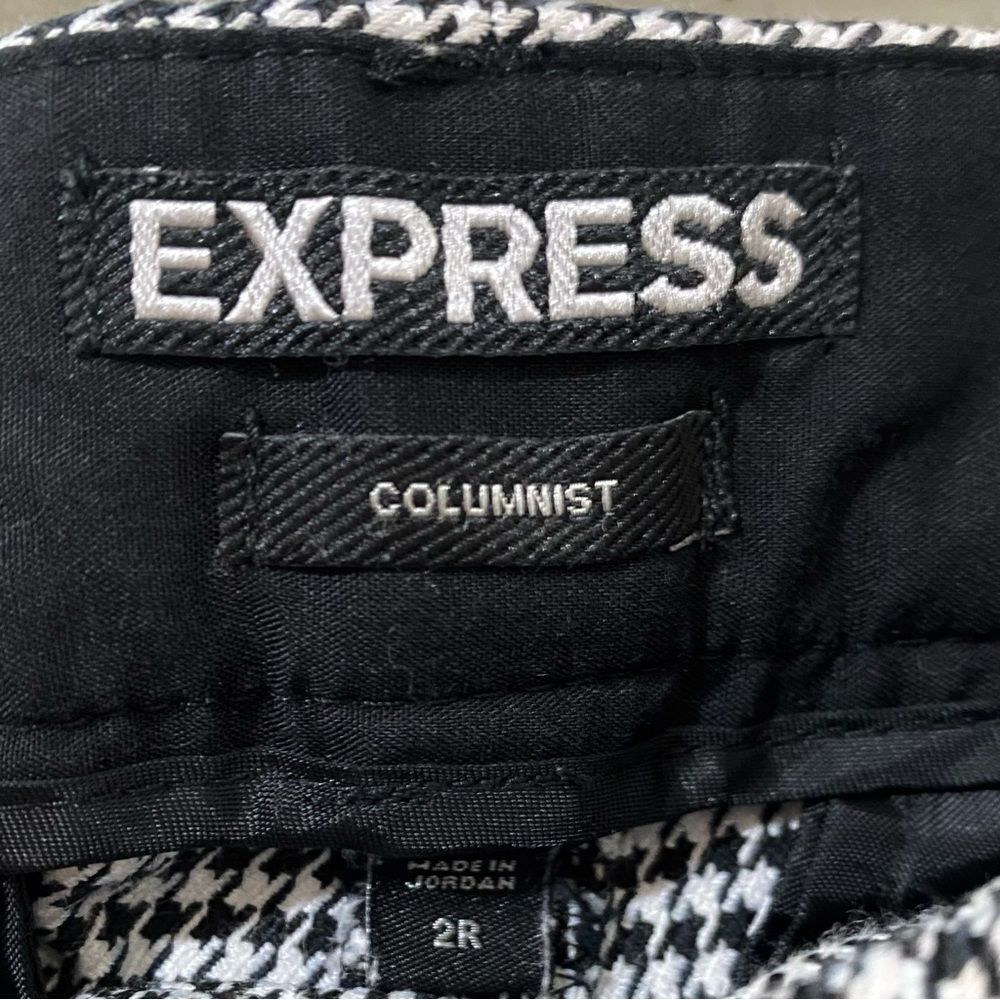 EXPRESS
COLUMNIST
MADE IN
JORDAN
2R